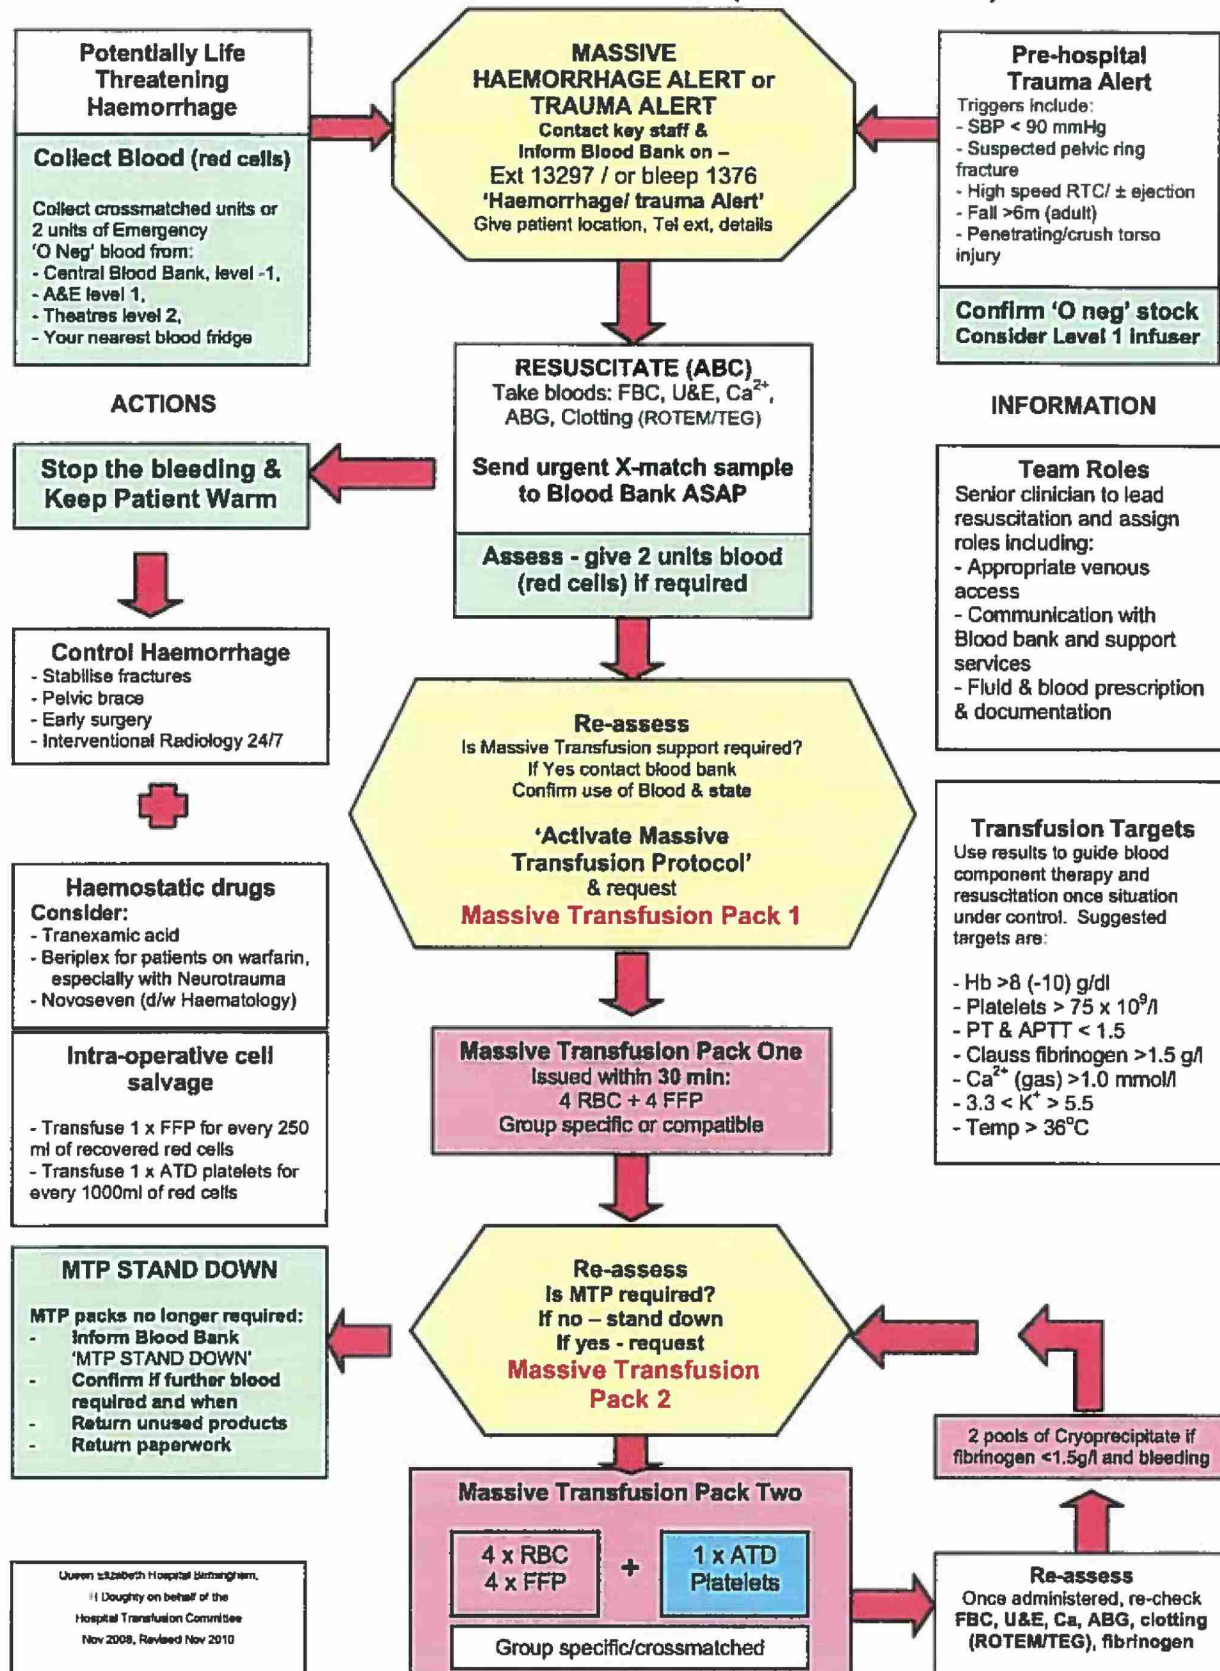 Potentially Life
Threatening
Haemorrhage
Collect Blood (red cells)
Collect crossmatched units or
2 units of Emergency
'O Neg' blood from:
- Central Blood Bank, level -1,
- A&E level 1,
- Theatres level 2,
- Your nearest blood fridge
MASSIVE
HAEMORRHAGE ALERT or
TRAUMA ALERT
Contact key staff &
Inform Blood Bank on –
Ext 13297 / or bleep 1376
'Haemorrhage/ trauma Alert'
Give patient location, Tel ext, details
Pre-hospital
Trauma Alert
Triggers include:
- SBP < 90 mmHg
- Suspected pelvic ring
fracture
- High speed RTC/ ± ejection
- Fall >6m (adult)
- Penetrating/crush torso
injury
Confirm 'O neg' stock
Consider Level 1 infuser
RESUSCITATE (ABC)
Take bloods: FBC, U&E, Ca²⁺,
ABG, Clotting (ROTEM/TEG)
Send urgent X-match sample
to Blood Bank ASAP
Assess - give 2 units blood
(red cells) if required
ACTIONS
Stop the bleeding &
Keep Patient Warm
Control Haemorrhage
- Stabilise fractures
- Pelvic brace
- Early surgery
- Interventional Radiology 24/7
Haemostatic drugs
Consider:
- Tranexamic acid
- Beriplex for patients on warfarin,
especially with Neurotrauma
- Novoseven (d/w Haematology)
Intra-operative cell
salvage
- Transfuse 1 x FFP for every 250
ml of recovered red cells
- Transfuse 1 x ATD platelets for
every 1000ml of red cells
INFORMATION
Team Roles
Senior clinician to lead
resuscitation and assign
roles including:
- Appropriate venous
access
- Communication with
Blood bank and support
services
- Fluid & blood prescription
& documentation
Re-assess
Is Massive Transfusion support required?
If Yes contact blood bank
Confirm use of Blood & state
'Activate Massive
Transfusion Protocol'
& request
Massive Transfusion Pack 1
Transfusion Targets
Use results to guide blood
component therapy and
resuscitation once situation
under control. Suggested
targets are:
- Hb >8 (-10) g/dl
- Platelets > 75 x 10⁹/l
- PT & APTT < 1.5
- Clauss fibrinogen >1.5 g/l
- Ca²⁺ (gas) >1.0 mmol/l
- 3.3 < K⁺ > 5.5
- Temp > 36°C
Massive Transfusion Pack One
Issued within 30 min:
4 RBC + 4 FFP
Group specific or compatible
Re-assess
Is MTP required?
If no – stand down
If yes - request
Massive Transfusion
Pack 2
MTP STAND DOWN
MTP packs no longer required:
- Inform Blood Bank
'MTP STAND DOWN'
- Confirm if further blood
required and when
- Return unused products
- Return paperwork
Massive Transfusion Pack Two
4 x RBC
4 x FFP
+
1 x ATD
Platelets
Group specific/crossmatched
2 pools of Cryoprecipitate if
fibrinogen <1.5g/l and bleeding
Re-assess
Once administered, re-check
FBC, U&E, Ca, ABG, clotting
(ROTEM/TEG), fibrinogen
Queen Elizabeth Hospital Birmingham,
H Doughty on behalf of the
Hospital Transfusion Committee
Nov 2008, Revised Nov 2010